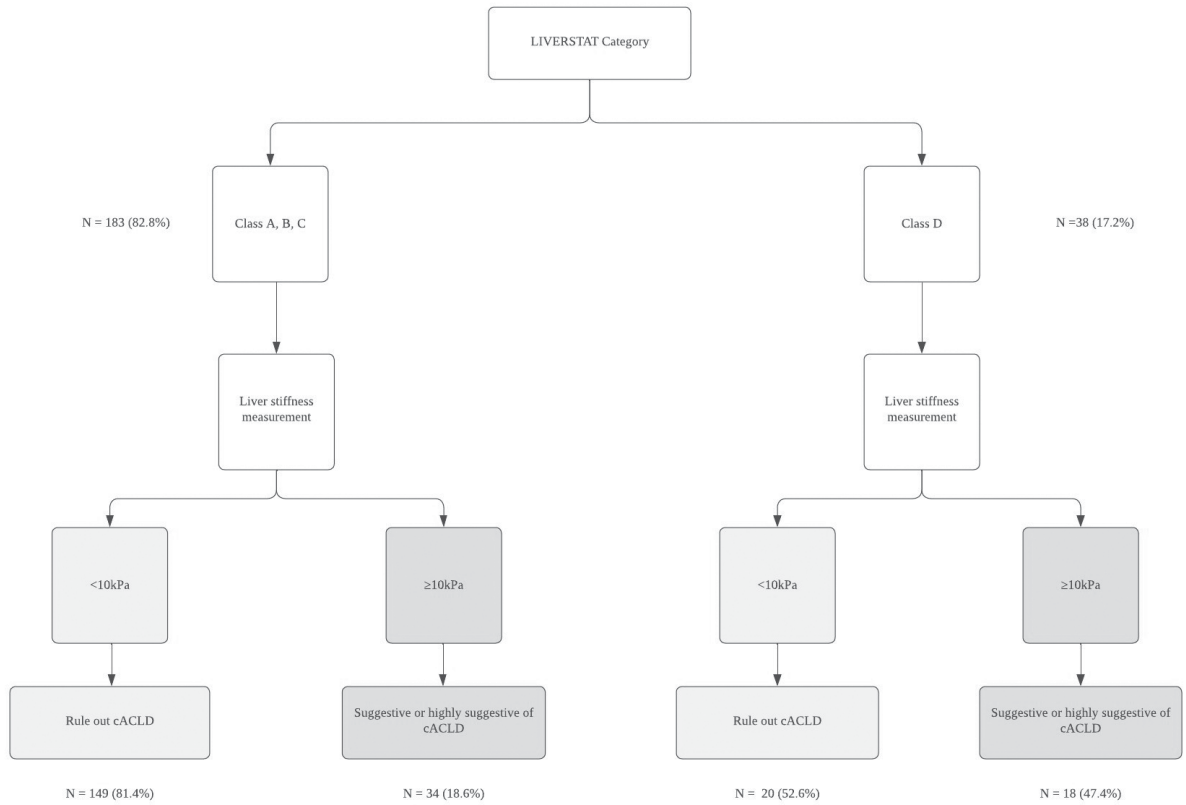 LIVERSTAT Category
N = 183 (82.8%)
Class A, B, C
Class D
N =38 (17.2%)
Liver stiffness
measurement
Liver stiffness
measurement
<10kPa
≥10kPa
<10kPa
≥10kPa
Rule out cACLD
Suggestive or highly suggestive of
cACLD
Rule out cACLD
Suggestive or highly suggestive of
cACLD
N = 149 (81.4%)
N = 34 (18.6%)
N =  20 (52.6%)
N = 18 (47.4%)